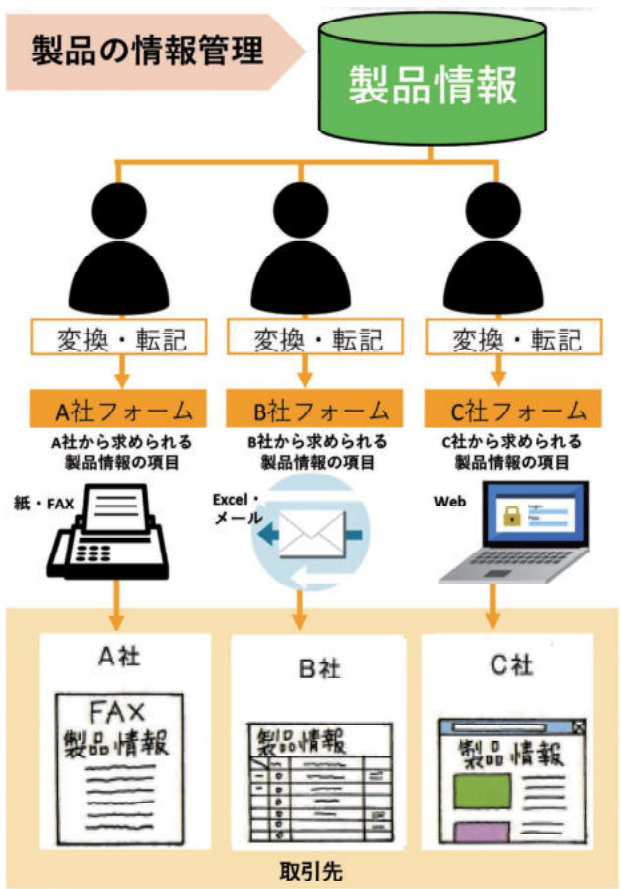 製品の情報管理
製品情報
変換・転記
変換・転記
変換・転記
A社フォーム
B社フォーム
C社フォーム
A社から求められる
製品情報の項目
B社から求められる
製品情報の項目
C社から求められる
製品情報の項目
紙・FAX
Excel・
メール
Web
A社
FAX
製品情報
B社
製品情報
C社
製品情報
取引先